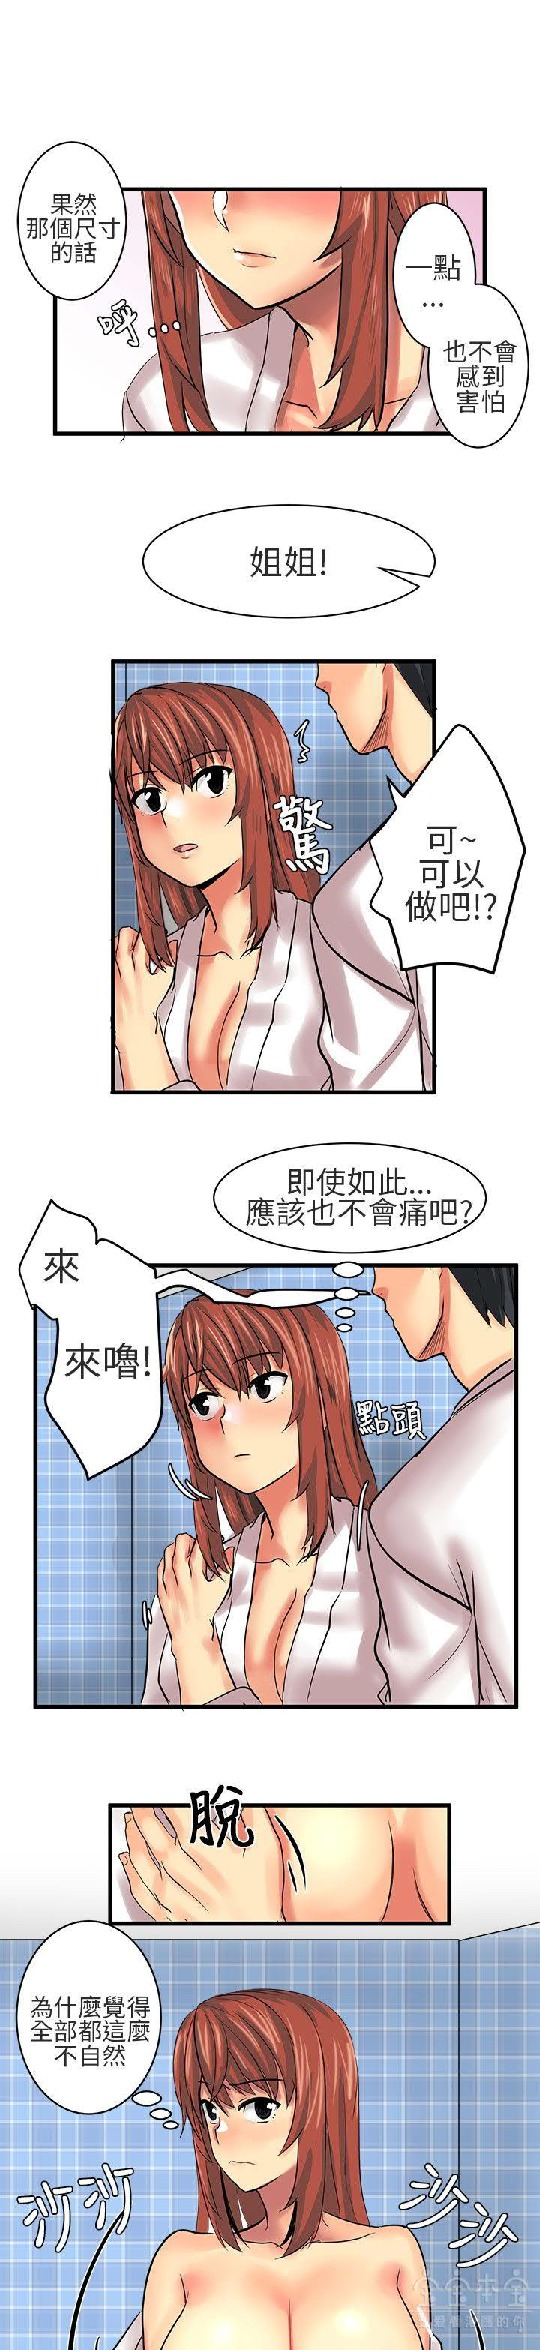 果然
那個尺寸
的話
一點
...
也不會
感到
害怕
呼...
姐姐!
驚
可~
可以
做吧!?
即使如此...
應該也不會痛吧?
來
來嚕!
點頭
脫
為什麼覺得
全部都這麼
不自然
沙沙
沙沙